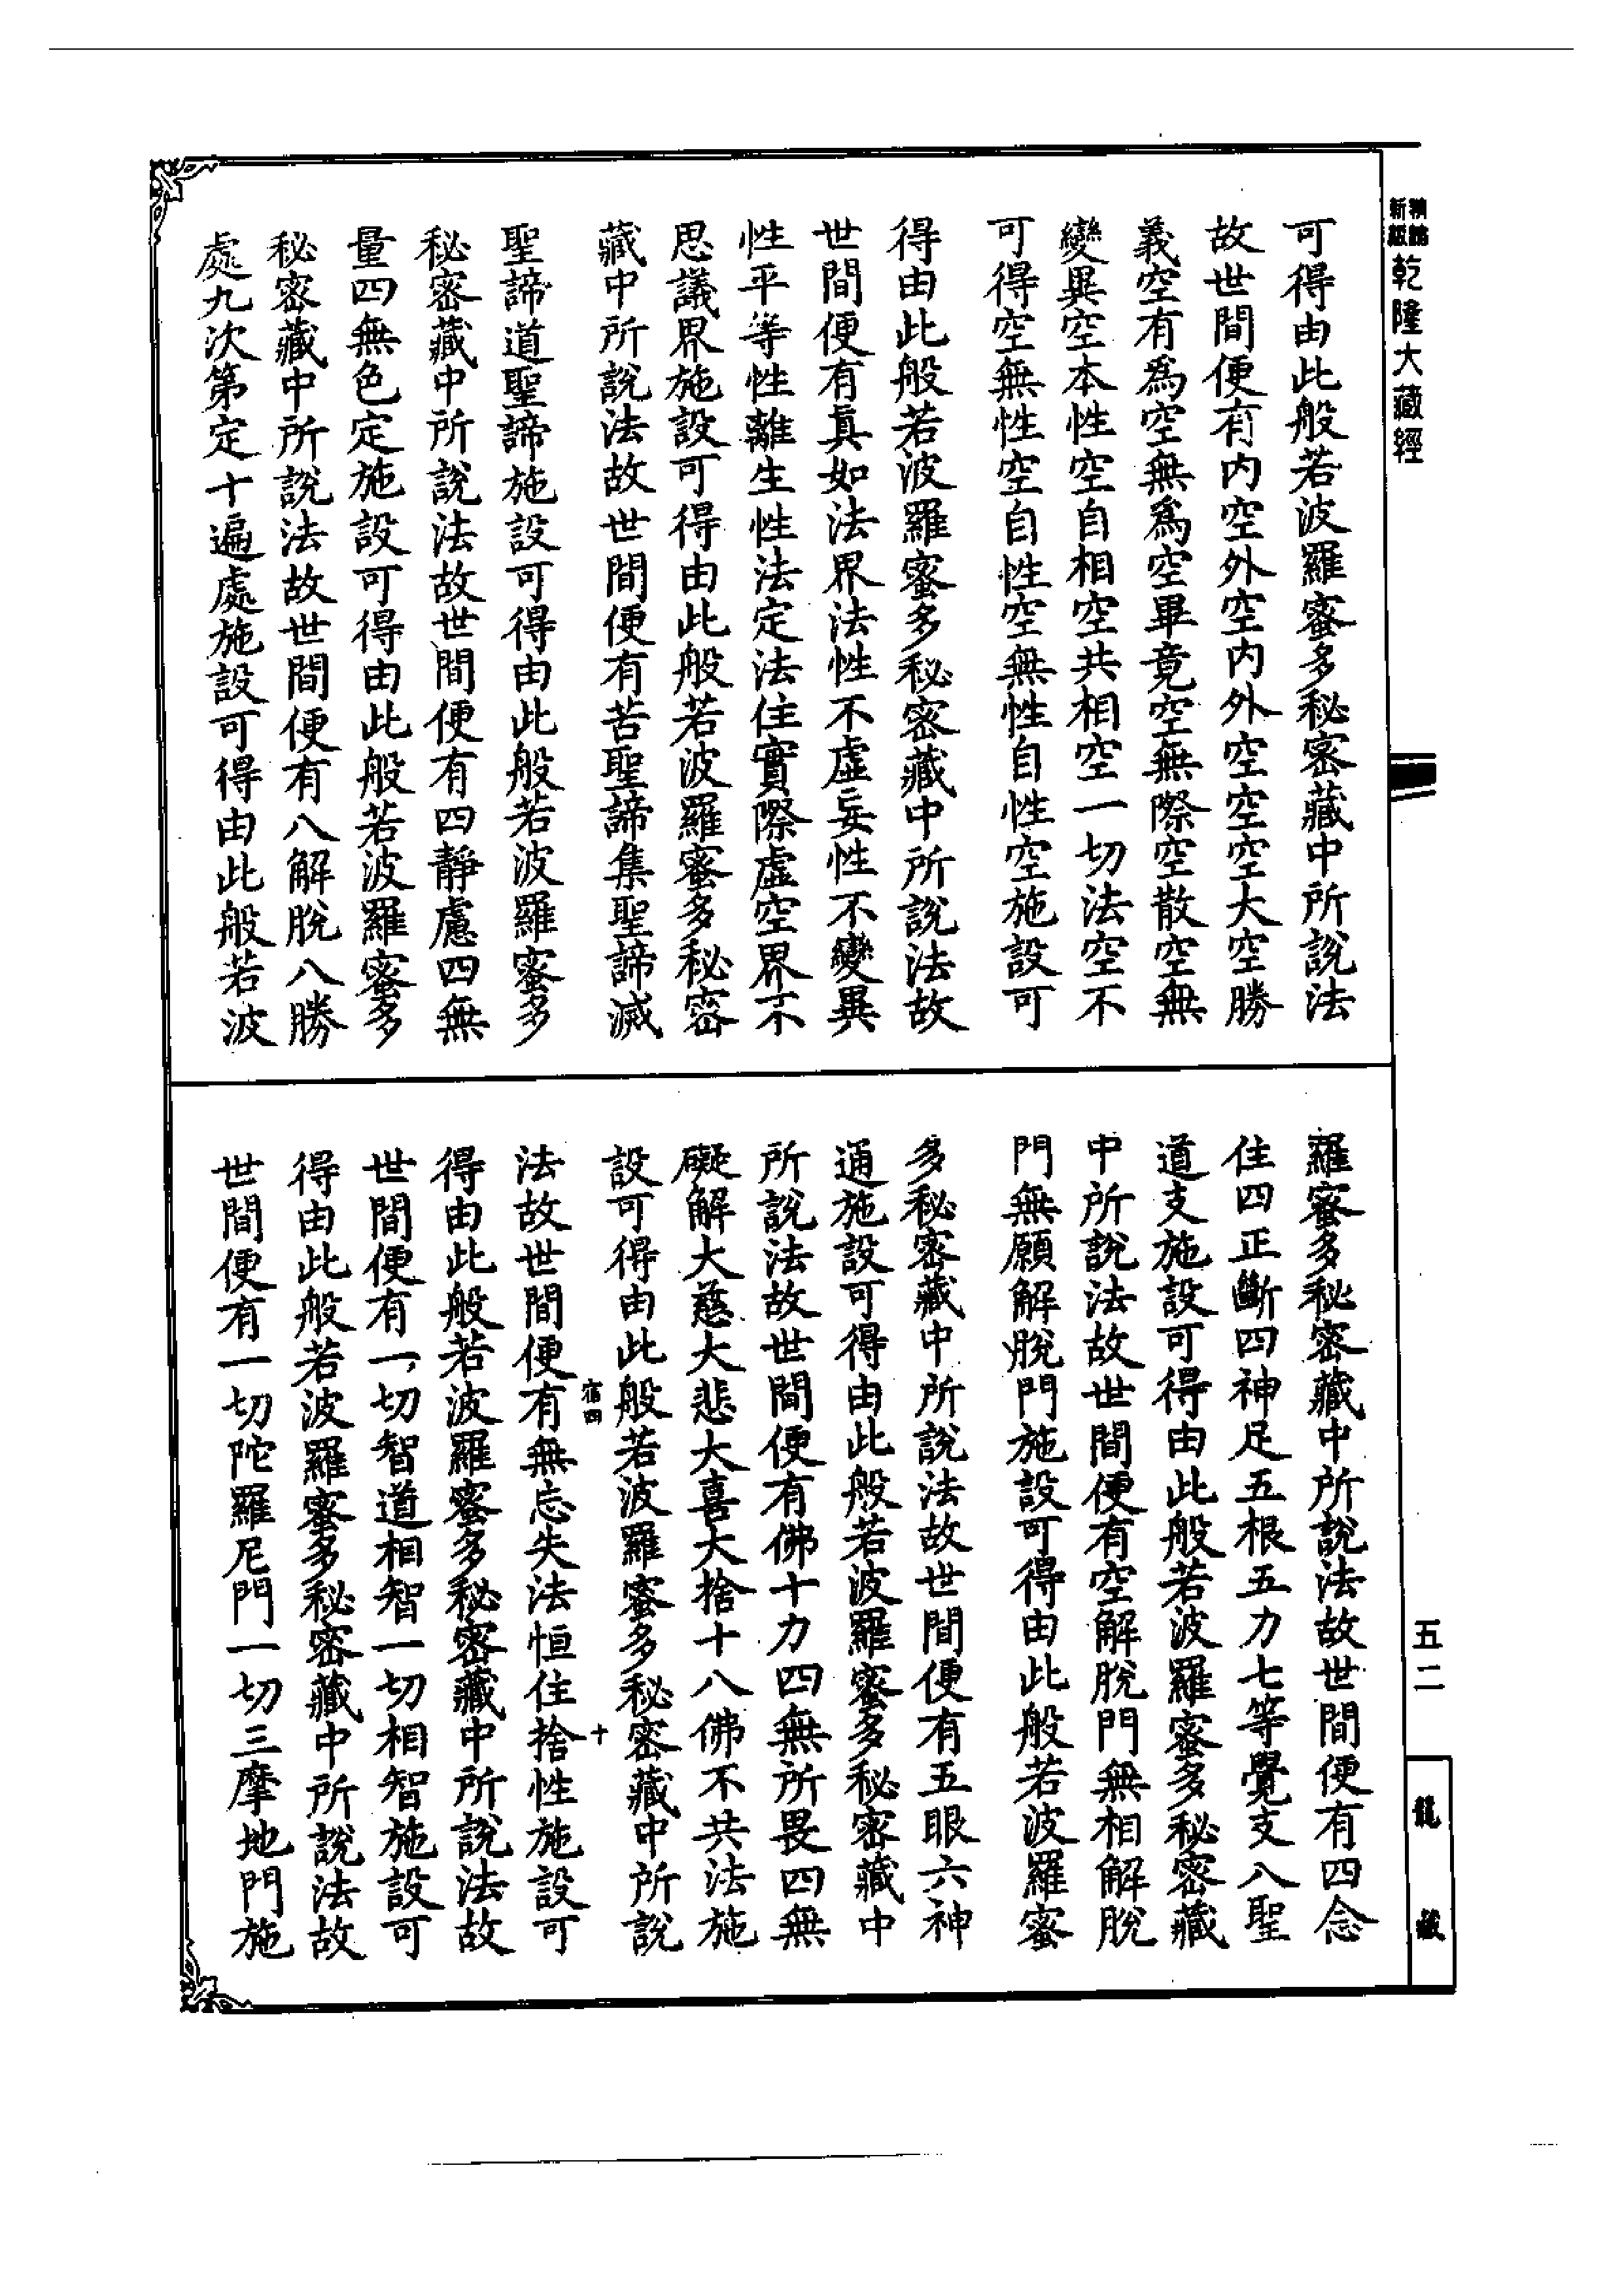 新編縮本乾隆大藏經
可得由此般若波羅蜜多秘密藏中所說法
故世間便有內空外空內外空空空大空勝
義空有爲空無爲空畢竟空無際空散空無
變異空本性空自相空共相空一切法空不
可得空無性空自性空無性自性空施設可
得由此般若波羅蜜多秘密藏中所說法故
世間便有真如法界法性不虛妄性不變異
性平等性離生性法定法住實際虛空界不
思議界施設可得由此般若波羅蜜多秘密
藏中所說法故世間便有苦聖諦集聖諦滅
聖諦道聖諦施設可得由此般若波羅蜜多
秘密藏中所說法故世間便有四靜慮四無
量四無色定施設可得由此般若波羅蜜多
秘密藏中所說法故世間便有八解脫八勝
處九次第定十遍處施設可得由此般若波
羅蜜多秘密藏中所說法故世間便有四念
住四正斷四神足五根五力七等覺支八聖
道支施設可得由此般若波羅蜜多秘密藏
中所說法故世間便有空解脫門無相解脫
門無願解脫門施設可得由此般若波羅蜜
多秘密藏中所說法故世間便有五眼六神
通施設可得由此般若波羅蜜多秘密藏中
所說法故世間便有佛十力四無所畏四無
礙解大慈大悲大喜大捨十八佛不共法施
設可得由此般若波羅蜜多秘密藏中所說
宿四 十
法故世間便有無忘失法恒住捨性施設可
得由此般若波羅蜜多秘密藏中所說法故
世間便有一切智道相智一切相智施設可
得由此般若波羅蜜多秘密藏中所說法故
世間便有一切陀羅尼門一切三摩地門施
五二
龍藏